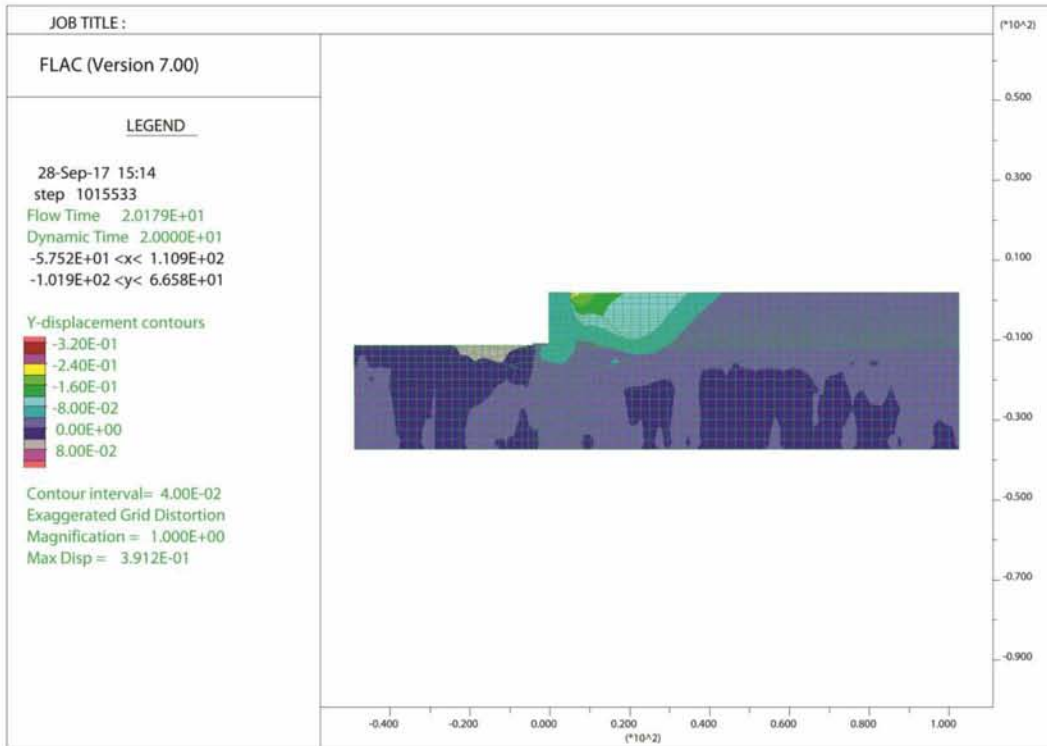 JOB TITLE :
FLAC (Version 7.00)
LEGEND
28-Sep-17 15:14
step 1015533
Flow Time 2.0179E+01
Dynamic Time 2.0000E+01
-5.752E+01 <x< 1.109E+02
-1.019E+02 <y< 6.658E+01
Y-displacement contours
-3.20E-01
-2.40E-01
-1.60E-01
-8.00E-02
0.00E+00
8.00E-02
Contour interval= 4.00E-02
Exaggerated Grid Distortion
Magnification = 1.000E+00
Max Disp = 3.912E-01
(*10^2)
0.500
0.300
0.100
-0.100
-0.300
-0.500
-0.700
-0.900
-0.400 -0.200 0.000 0.200 0.400 0.600 0.800 1.000
(*10^2)